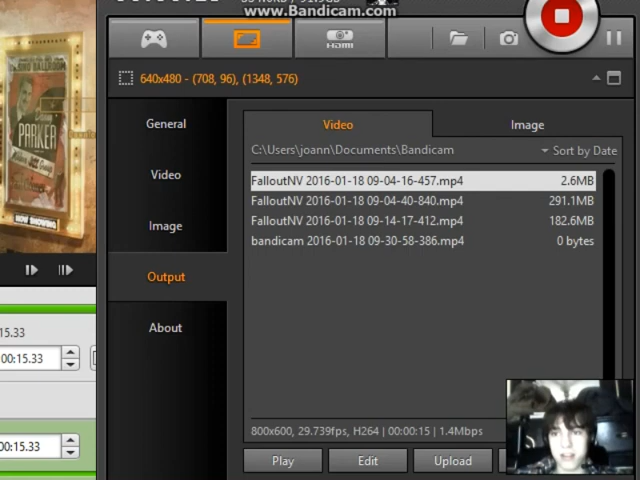 www.Bandicam.com
HDMI
640x480 - (708, 96), (1348, 576)
General
Video
Image
Output
About
Video
Image
C:\Users\joann\Documents\Bandicam
Sort by Date
FalloutNV 2016-01-18 09-04-16-457.mp4 2.6MB
FalloutNV 2016-01-18 09-04-40-840.mp4 291.1MB
FalloutNV 2016-01-18 09-14-17-412.mp4 182.6MB
bandicam 2016-01-18 09-30-58-386.mp4 0 bytes
800x600, 29.739fps, H264 | 00:00:15 | 1.4Mbps
Play
Edit
Upload
BALLROOM
PARKER
NOW SHOWING
15.33
00:15.33
00:15.33